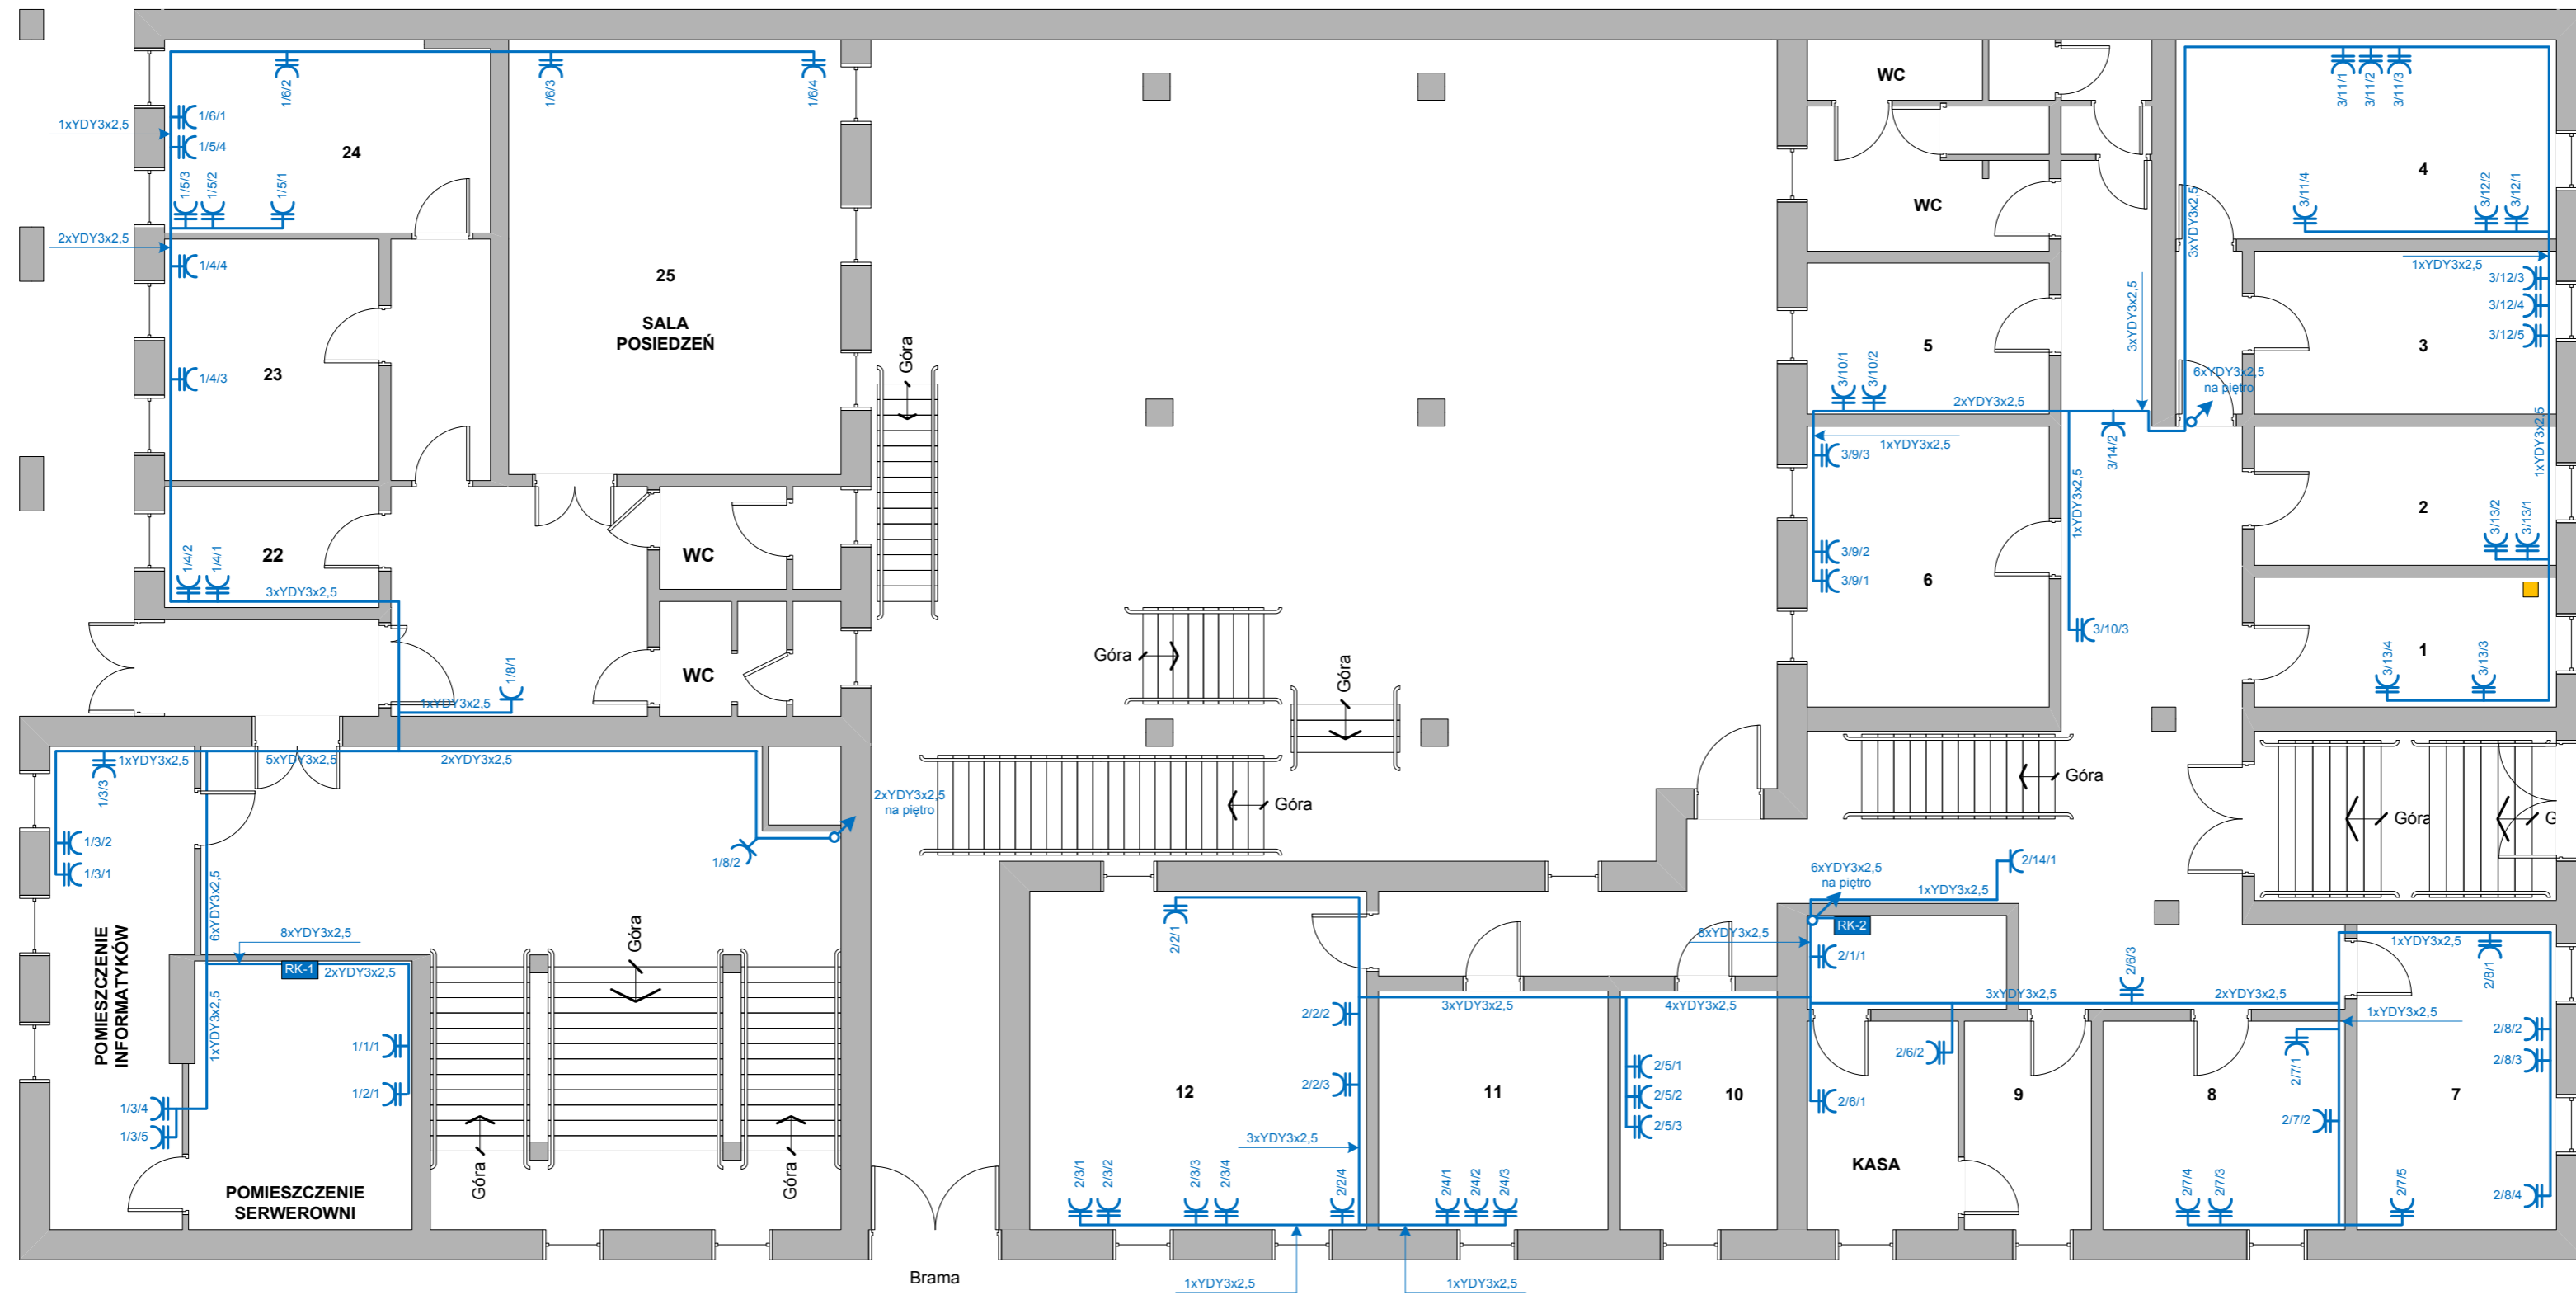 WC
1/6/2
1/6/3
1/6/4
3/11/1
3/11/2
3/11/3
1xYDY3x2,5
1/6/1
1/5/4
24
4
1/5/3
1/5/2
1/5/1
WC
3/11/4
3/12/2
3/12/1
3xYDY3x2,5
2xYDY3x2,5
1/4/4
25
SALA
POSIEDZEŃ
1xYDY3x2,5
3/12/3
3/12/4
3/12/5
3xYDY3x2,5
5
3
Góra
1/4/3
23
3/10/1
3/10/2
2xYDY3x2,5
6xYDY3x2,5
na piętro
3/14/2
1xYDY3x2,5
3/9/3
1xYDY3x2,5
1xYDY3x2,5
2
3/13/2
3/13/1
22
1/4/2
1/4/1
3xYDY3x2,5
WC
3/9/2
3/9/1
6
3/10/3
1
3/13/4
3/13/3
WC
1/8/1
1xYDY3x2,5
Góra
Góra
1xYDY3x2,5
5xYDY3x2,5
2xYDY3x2,5
1/3/3
2xYDY3x2,5
na piętro
Góra
Góra
Góra
G
1/3/2
1/3/1
1/8/2
6xYDY3x2,5
na piętro
2/14/1
1xYDY3x2,5
6xYDY3x2,5
8xYDY3x2,5
Góra
2/2/1
8xYDY3x2,5
RK-2
2/1/1
1xYDY3x2,5
2/8/1
2/6/3
RK-1
2xYDY3x2,5
POMIESZCZENIE
INFORMATYKÓW
1xYDY3x2,5
3xYDY3x2,5
4xYDY3x2,5
3xYDY3x2,5
2xYDY3x2,5
1xYDY3x2,5
2/2/2
2/8/2
1/1/1
2/6/2
2/7/1
2/8/3
1/2/1
2/2/3
2/5/1
2/5/2
2/5/3
12
11
10
2/6/1
9
8
7
1/3/4
1/3/5
2/7/2
3xYDY3x2,5
KASA
Góra
Góra
POMIESZCZENIE
SERWEROWNI
2/3/1
2/3/2
2/3/3
2/3/4
2/2/4
2/4/1
2/4/2
2/4/3
2/7/4
2/7/3
2/7/5
2/8/4
Brama
1xYDY3x2,5
1xYDY3x2,5